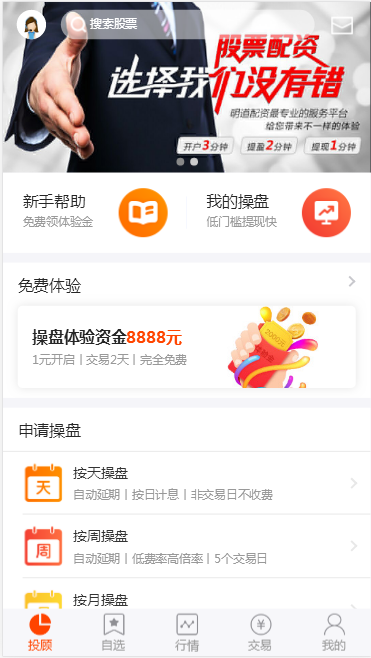 搜索股票
股票配资
选择我们没有错
明道配资最专业的服务平台
给您带来不一样的体验
开户3分钟 提盈2分钟 提现1分钟
新手帮助
免费领体验金
我的操盘
低门槛提现快
免费体验
操盘体验资金8888元
1元开启丨交易2天丨完全免费
申请操盘
天
按天操盘
自动延期丨按日计息丨非交易日不收费
周
按周操盘
自动延期丨低费率高倍率丨5个交易日
按月操盘
投顾 自选 行情 交易 我的